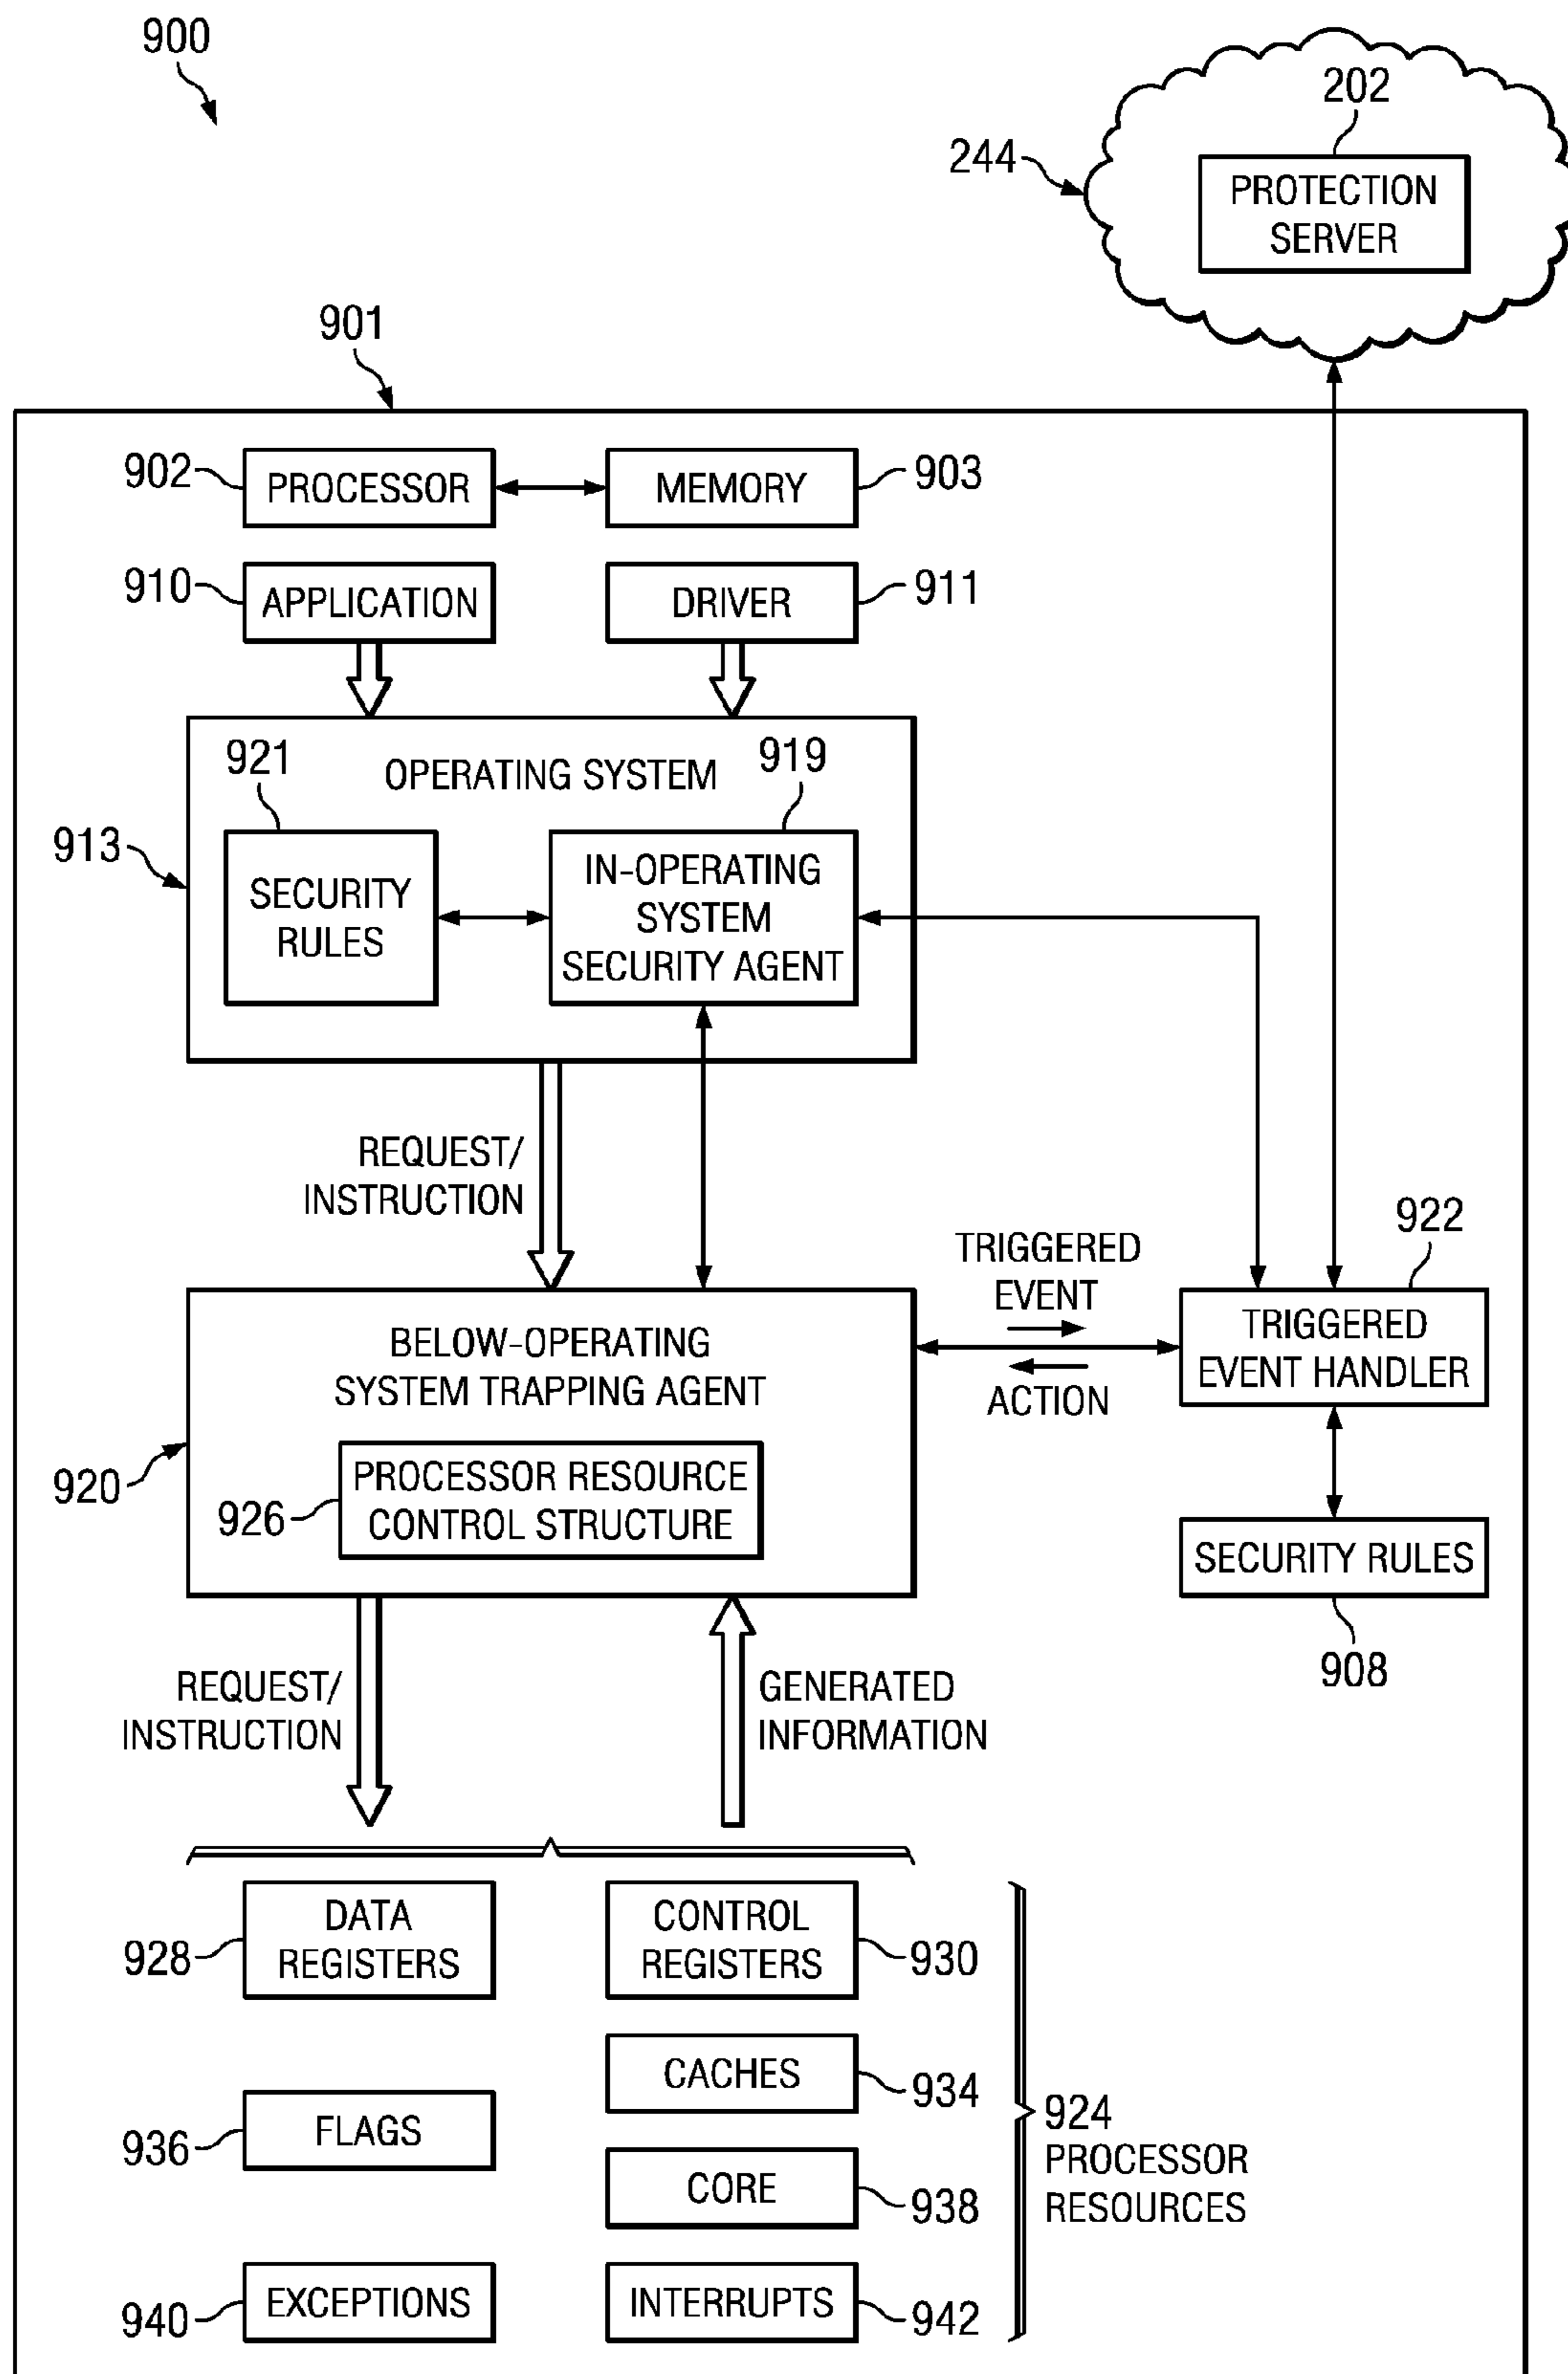 900
202
244
PROTECTION
SERVER
901
902
PROCESSOR
MEMORY
903
910
APPLICATION
DRIVER
911
921
OPERATING SYSTEM
919
913
SECURITY
RULES
IN-OPERATING
SYSTEM
SECURITY AGENT
REQUEST/
INSTRUCTION
TRIGGERED
EVENT
ACTION
922
TRIGGERED
EVENT HANDLER
BELOW-OPERATING
SYSTEM TRAPPING AGENT
920
926
PROCESSOR RESOURCE
CONTROL STRUCTURE
SECURITY RULES
908
REQUEST/
INSTRUCTION
GENERATED
INFORMATION
928
DATA
REGISTERS
CONTROL
REGISTERS
930
CACHES
934
936
FLAGS
924
PROCESSOR
RESOURCES
CORE
938
940
EXCEPTIONS
INTERRUPTS
942